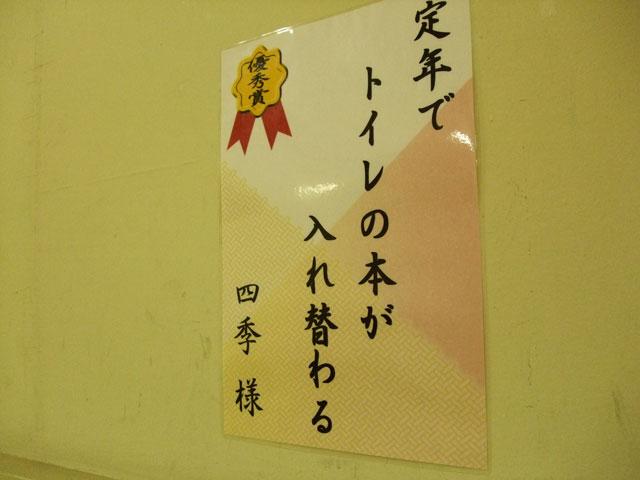 定年で
トイレの本が
入れ替わる
四季様
優秀賞